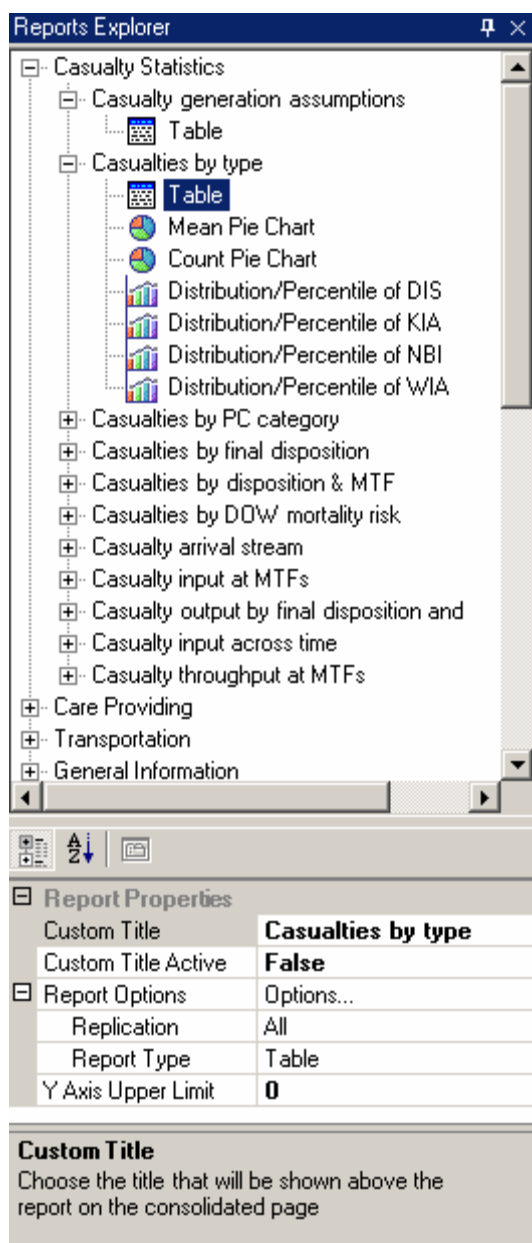 Reports Explorer
Casualty Statistics
Casualty generation assumptions
Table
Casualties by type
Table
Mean Pie Chart
Count Pie Chart
Distribution/Percentile of DIS
Distribution/Percentile of KIA
Distribution/Percentile of NBI
Distribution/Percentile of WIA
Casualties by PC category
Casualties by final disposition
Casualties by disposition & MTF
Casualties by DOW mortality risk
Casualty arrival stream
Casualty input at MTFs
Casualty output by final disposition and
Casualty input across time
Casualty throughput at MTFs
Care Providing
Transportation
General Information
Report Properties
Custom Title Casualties by type
Custom Title Active False
Report Options Options...
Replication All
Report Type Table
Y Axis Upper Limit 0
Custom Title
Choose the title that will be shown above the
report on the consolidated page